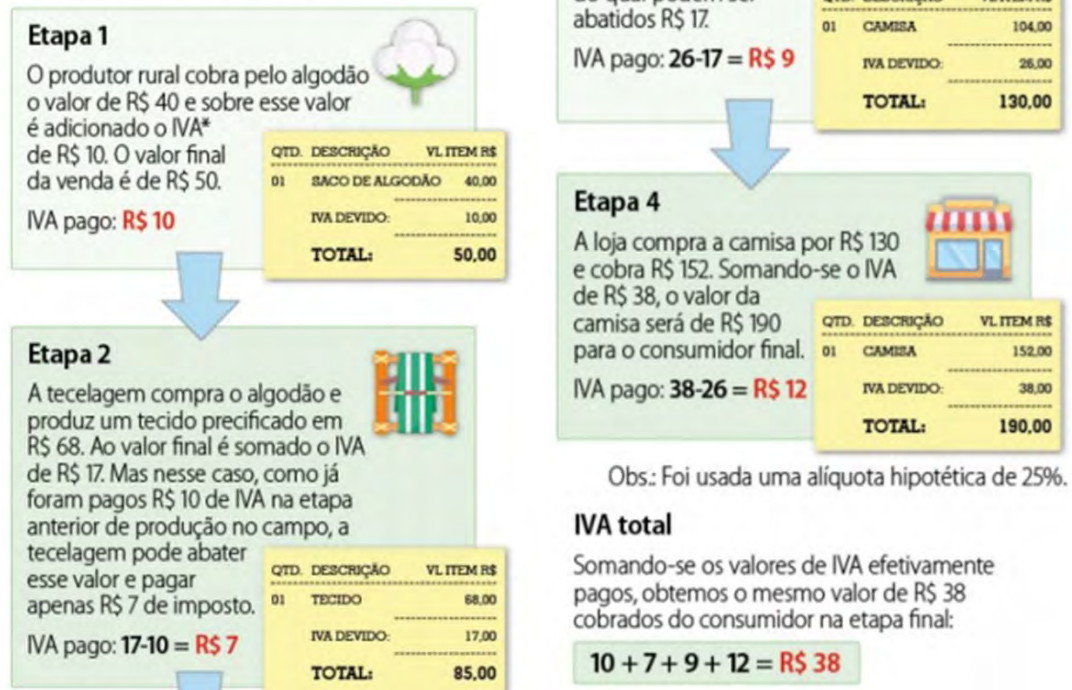 Etapa 1
O produtor rural cobra pelo algodão
o valor de R$ 40 e sobre esse valor
é adicionado o IVA*
de R$ 10. O valor final
da venda é de R$ 50.
IVA pago: R$ 10
QTD. DESCRIÇÃO VL ITEM R$
01 SACO DE ALGODÃO 40,00
IVA DEVIDO: 10,00
TOTAL: 50,00
Etapa 2
A tecelagem compra o algodão e
produz um tecido precificado em
R$ 68. Ao valor final é somado o IVA
de R$ 17. Mas nesse caso, como já
foram pagos R$ 10 de IVA na etapa
anterior de produção no campo, a
tecelagem pode abater
esse valor e pagar
apenas R$ 7 de imposto.
IVA pago: 17-10 = R$ 7
QTD. DESCRIÇÃO VL ITEM R$
01 TECIDO 68,00
IVA DEVIDO: 17,00
TOTAL: 85,00
abatidos R$ 17.
IVA pago: 26-17 = R$ 9
01 CAMISA 104,00
IVA DEVIDO: 26,00
TOTAL: 130,00
Etapa 4
A loja compra a camisa por R$ 130
e cobra R$ 152. Somando-se o IVA
de R$ 38, o valor da
camisa será de R$ 190
para o consumidor final.
IVA pago: 38-26 = R$ 12
QTD. DESCRIÇÃO VL ITEM R$
01 CAMISA 152,00
IVA DEVIDO: 38,00
TOTAL: 190,00
Obs.: Foi usada uma alíquota hipotética de 25%.
IVA total
Somando-se os valores de IVA efetivamente
pagos, obtemos o mesmo valor de R$ 38
cobrados do consumidor na etapa final:
10 + 7 + 9 + 12 = R$ 38